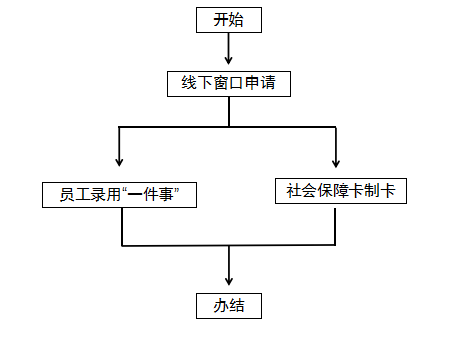 开始
线下窗口申请
员工录用“一件事”
社会保障卡制卡
办结